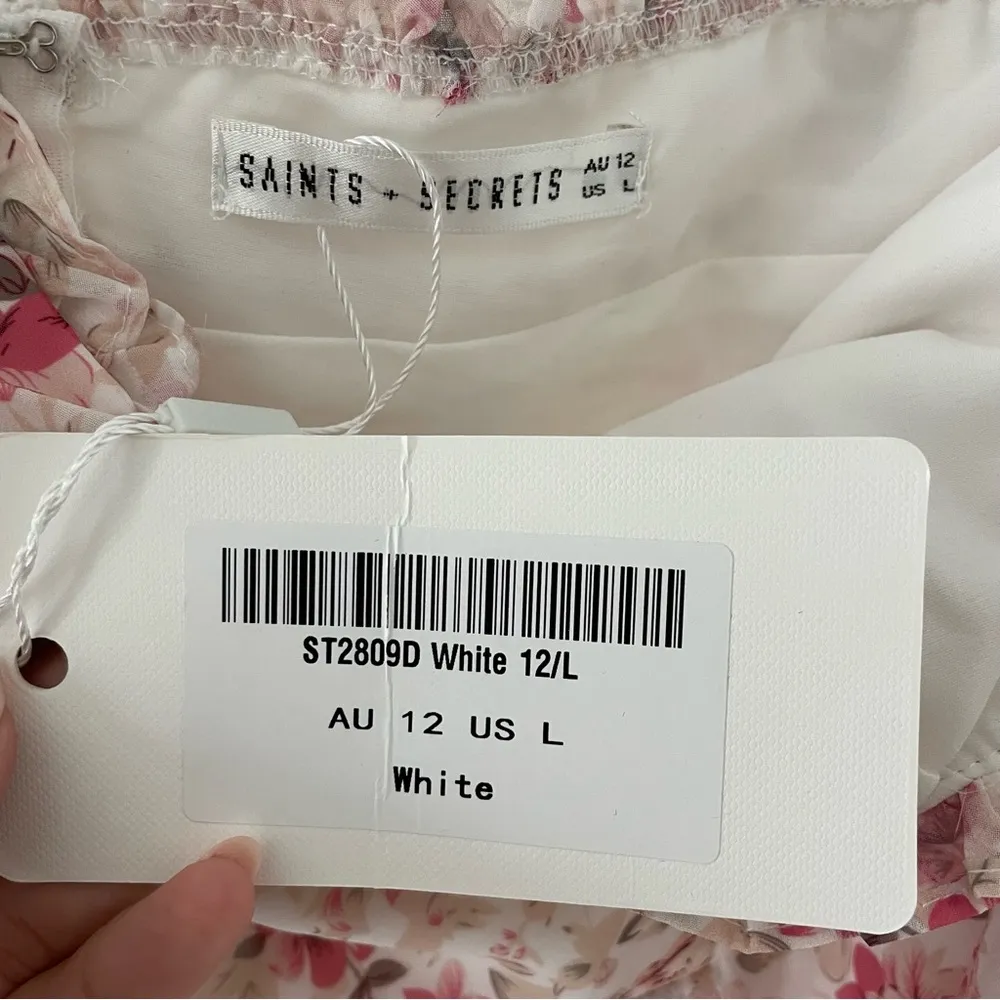 SAINTS + SECRETS AU 12
US L
ST2809D White 12/L
AU 12 US L
White